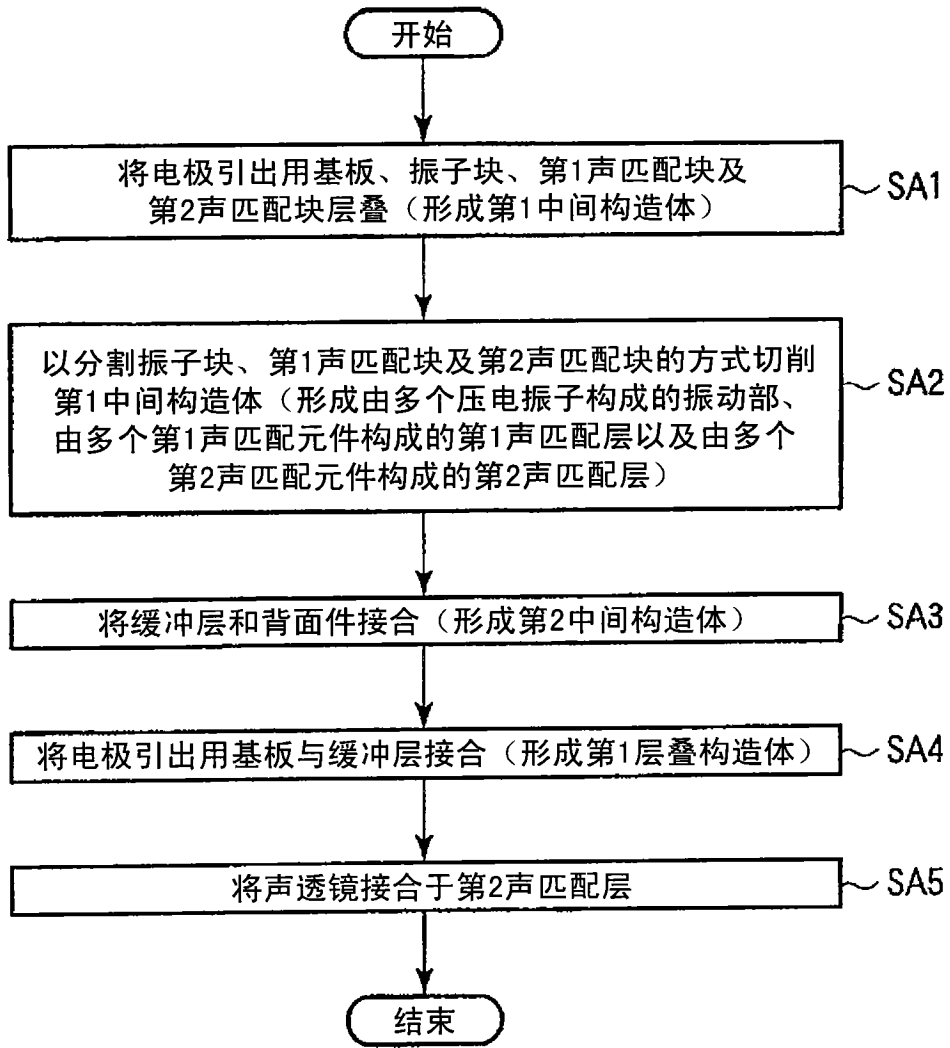 开始
将电极引出用基板、振子块、第1声匹配块及
第2声匹配块层叠（形成第1中间构造体）
SA1
以分割振子块、第1声匹配块及第2声匹配块的方式切削
第1中间构造体（形成由多个压电振子构成的振动部、
由多个第1声匹配元件构成的第1声匹配层以及由多个
第2声匹配元件构成的第2声匹配层）
SA2
将缓冲层和背面件接合（形成第2中间构造体）
SA3
将电极引出用基板与缓冲层接合（形成第1层叠构造体）
SA4
将声透镜接合于第2声匹配层
SA5
结束